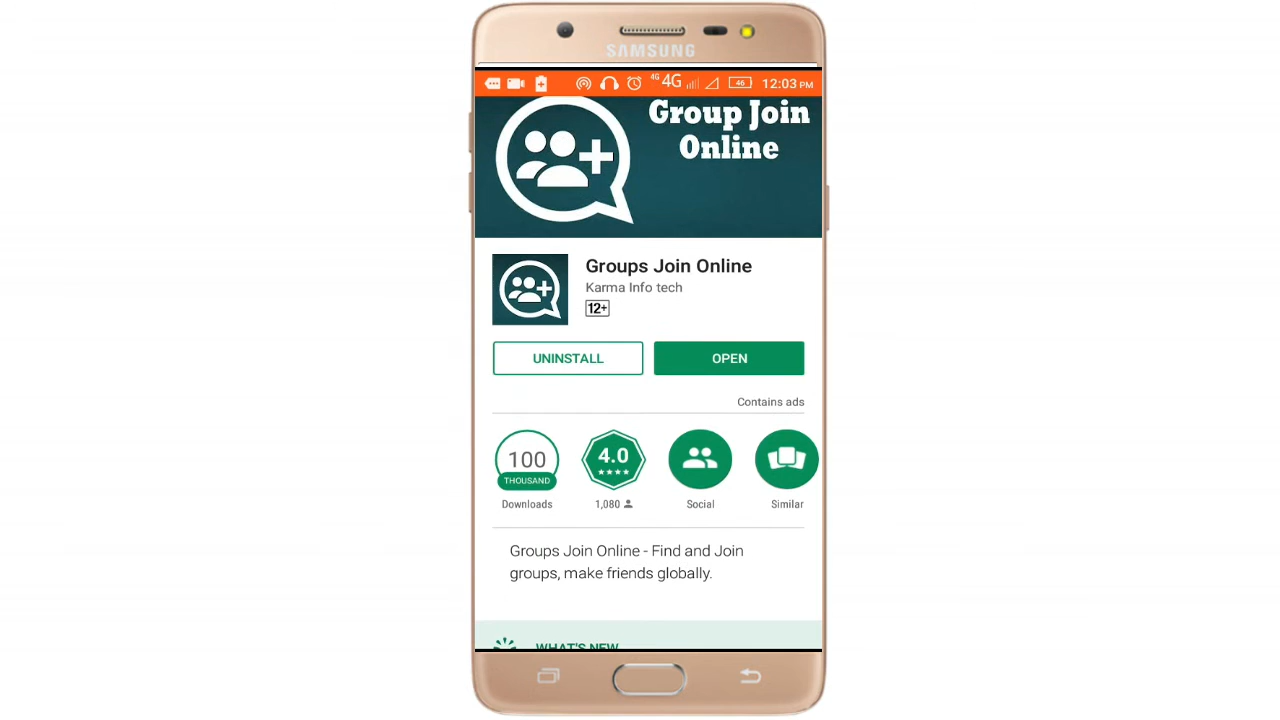 SAMSUNG
4G 4G 46 12:03 PM
Group Join
Online
Groups Join Online
Karma Info tech
12+
UNINSTALL OPEN
Contains ads
100 4.0
THOUSAND
Downloads 1,080 Social Similar
Groups Join Online - Find and Join
groups, make friends globally.
WHAT'S NEW